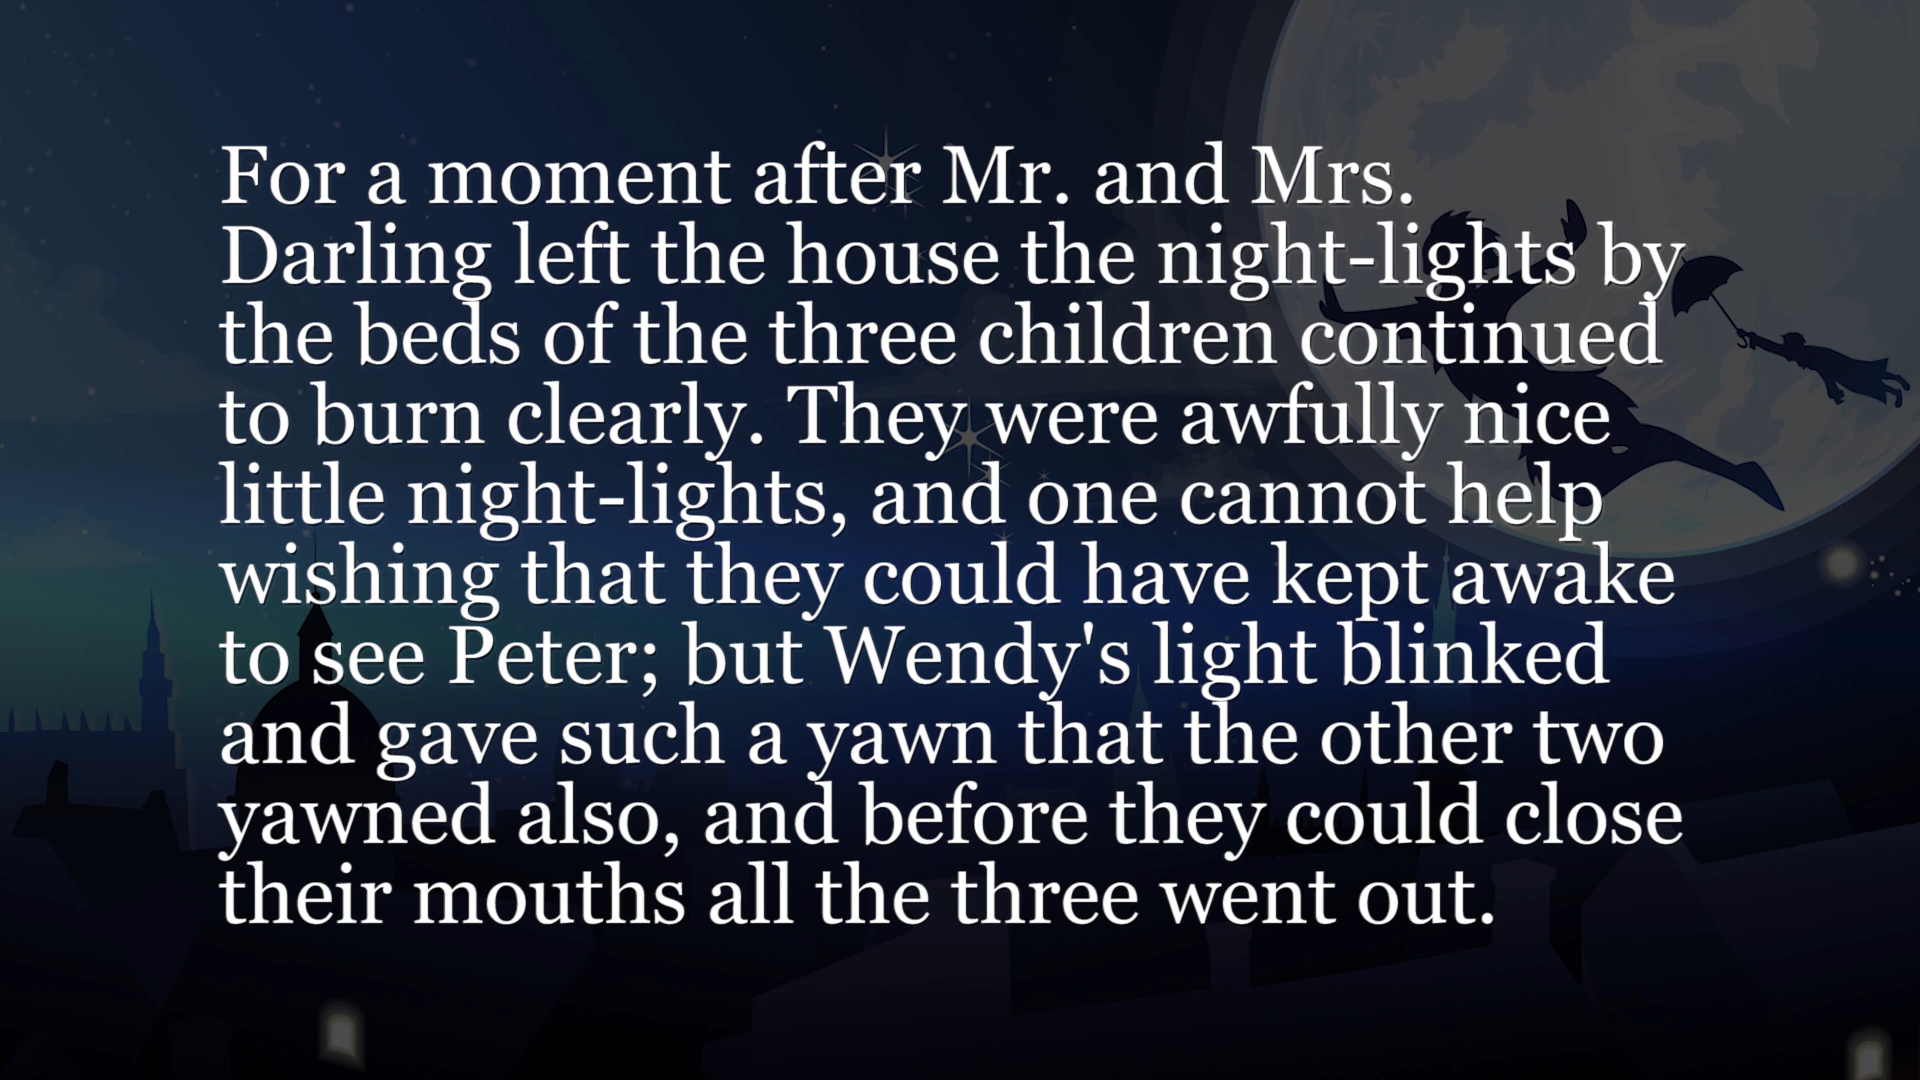 For a moment after Mr. and Mrs.
Darling left the house the night-lights by
the beds of the three children continued
to burn clearly. They were awfully nice
little night-lights, and one cannot help
wishing that they could have kept awake
to see Peter; but Wendy's light blinked
and gave such a yawn that the other two
yawned also, and before they could close
their mouths all the three went out.